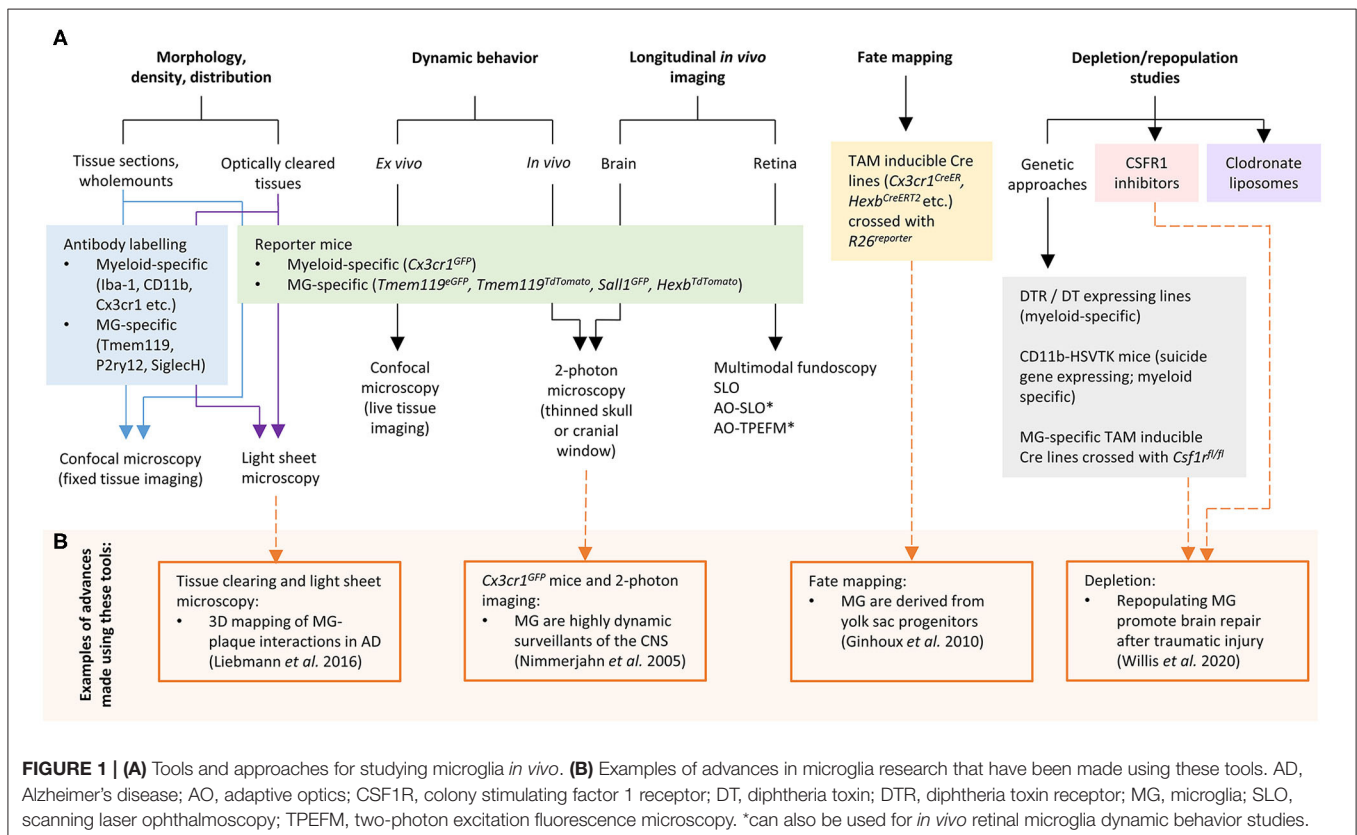 A
Morphology,
density, distribution
Dynamic behavior
Longitudinal in vivo
imaging
Fate mapping
Depletion/repopulation
studies
Tissue sections,
wholemounts
Optically cleared
tissues
Ex vivo
In vivo
Brain
Retina
TAM inducible Cre
lines (Cx3cr1CreER,
HexbCreERT2 etc.)
crossed with
R26reporter
Genetic
approaches
CSFR1
inhibitors
Clodronate
liposomes
Antibody labelling
• Myeloid-specific
(Iba-1, CD11b,
Cx3cr1 etc.)
• MG-specific
(Tmem119,
P2ry12, SiglecH)
Reporter mice
• Myeloid-specific (Cx3cr1GFP)
• MG-specific (Tmem119eGFP, Tmem119TdTomato, Sall1GFP, HexbTdTomato)
DTR / DT expressing lines
(myeloid-specific)
CD11b-HSVTK mice (suicide
gene expressing; myeloid
specific)
MG-specific TAM inducible
Cre lines crossed with Csf1rfl/fl
Confocal microscopy
(fixed tissue imaging)
Light sheet
microscopy
Confocal
microscopy
(live tissue
imaging)
2-photon
microscopy
(thinned skull
or cranial
window)
Multimodal fundoscopy
SLO
AO-SLO*
AO-TPEFM*
B
Examples of advances
made using these tools:
Tissue clearing and light sheet
microscopy:
• 3D mapping of MG-
plaque interactions in AD
(Liebmann et al. 2016)
Cx3cr1GFP mice and 2-photon
imaging:
• MG are highly dynamic
surveillants of the CNS
(Nimmerjahn et al. 2005)
Fate mapping:
• MG are derived from
yolk sac progenitors
(Ginhoux et al. 2010)
Depletion:
• Repopulating MG
promote brain repair
after traumatic injury
(Willis et al. 2020)
FIGURE 1 | (A) Tools and approaches for studying microglia in vivo. (B) Examples of advances in microglia research that have been made using these tools. AD,
Alzheimer's disease; AO, adaptive optics; CSF1R, colony stimulating factor 1 receptor; DT, diphtheria toxin; DTR, diphtheria toxin receptor; MG, microglia; SLO,
scanning laser ophthalmoscopy; TPEFM, two-photon excitation fluorescence microscopy. *can also be used for in vivo retinal microglia dynamic behavior studies.